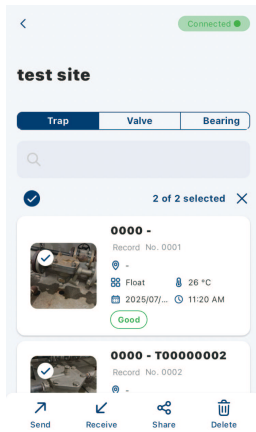 Connected
test site
Trap Valve Bearing
2 of 2 selected
0000 -
Record No. 0001
-
Float 26 °C
2025/07/... 11:20 AM
Good
0000 - T00000002
Record No. 0002
-
Send Receive Share Delete